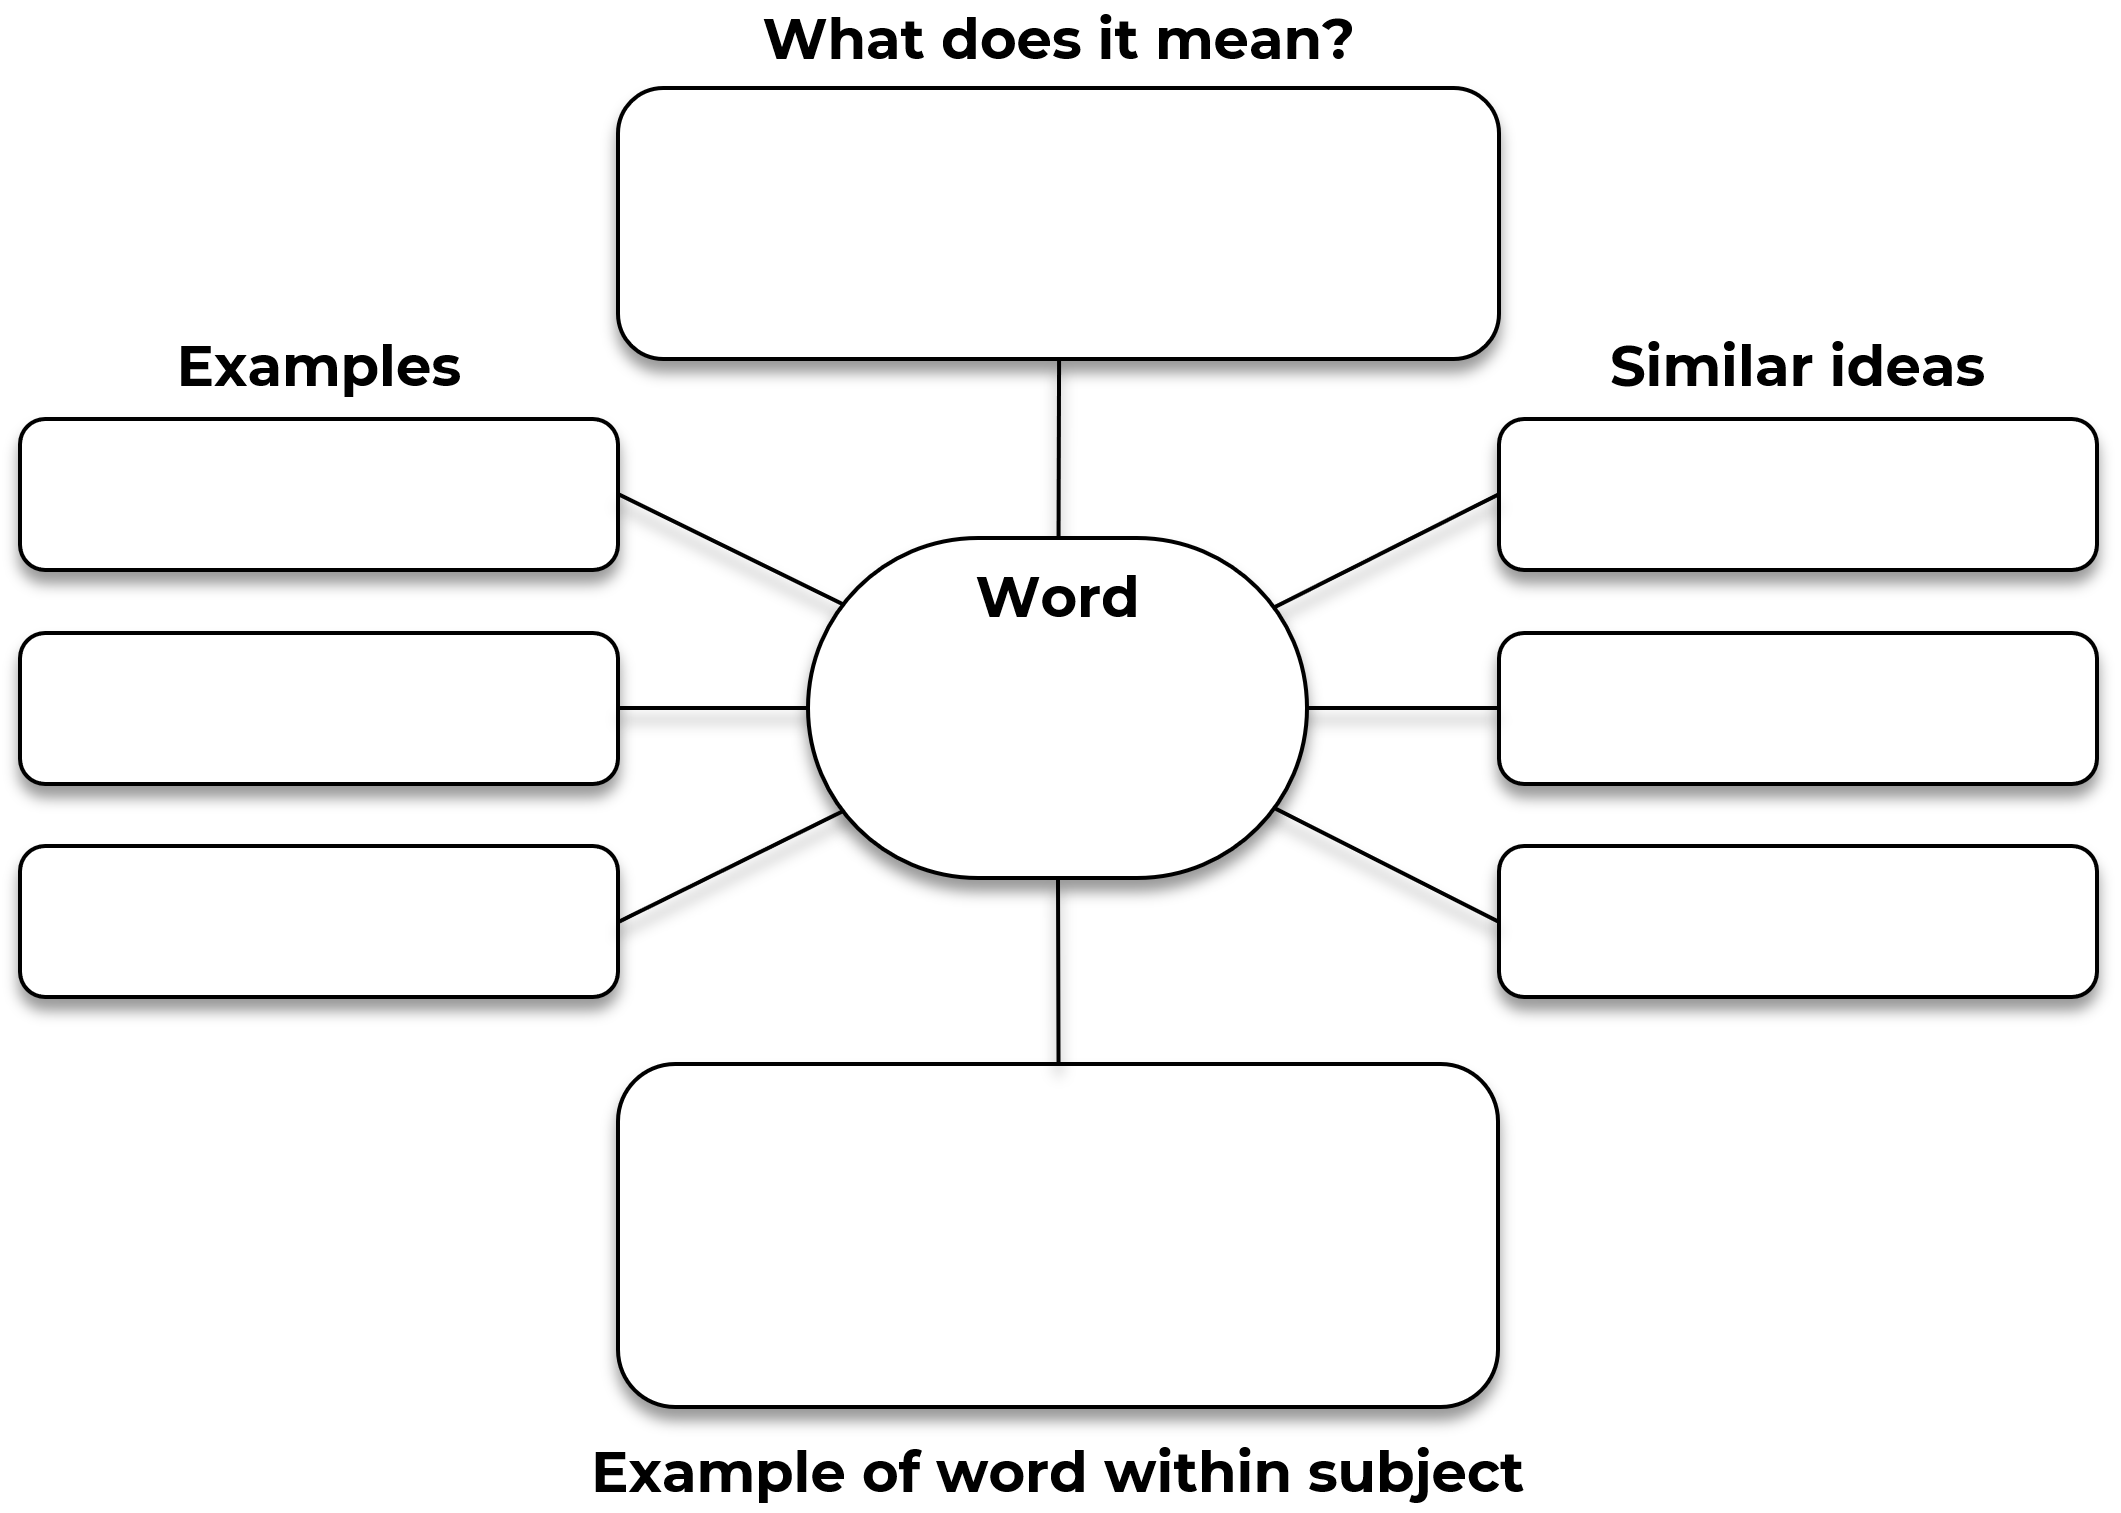 What does it mean?
Examples
Similar ideas
Word
Example of word within subject